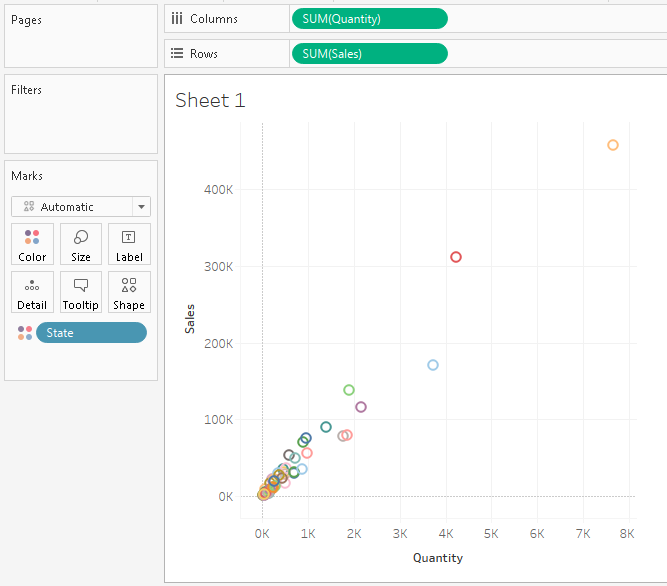 Pages
Columns
SUM(Quantity)
Rows
SUM(Sales)
Filters
Marks
Automatic
Color
Size
Label
Detail
Tooltip
Shape
State
Sheet 1
400K
300K
200K
100K
0K
Sales
0K 1K 2K 3K 4K 5K 6K 7K 8K
Quantity